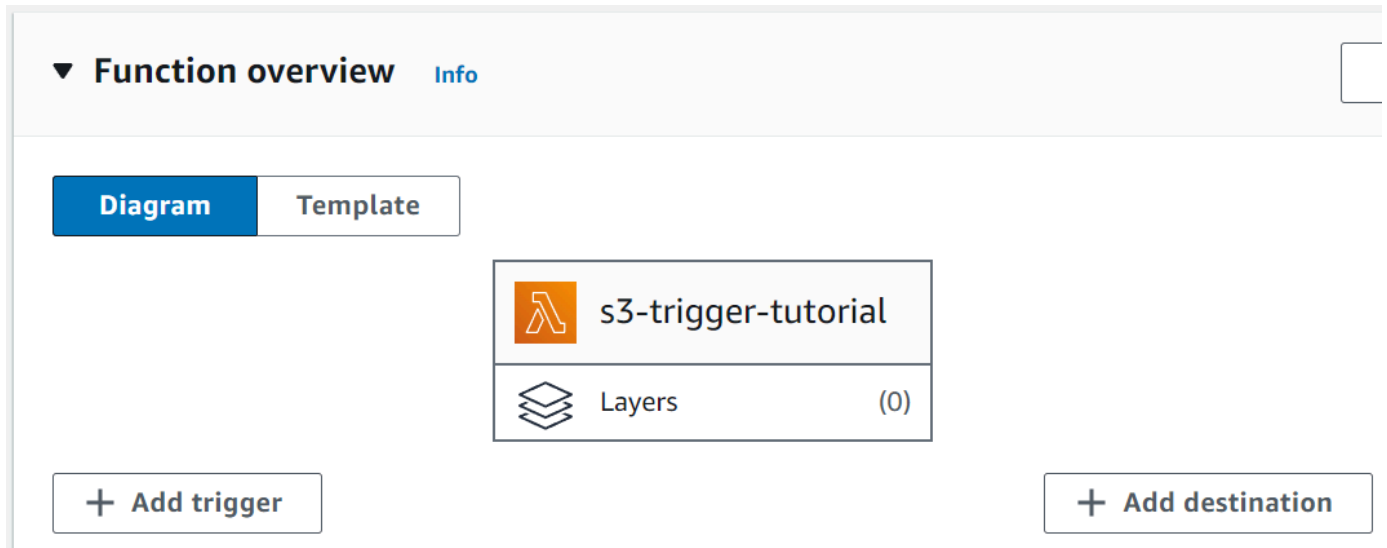 Function overview Info
Diagram Template
s3-trigger-tutorial
Layers (0)
+ Add trigger + Add destination